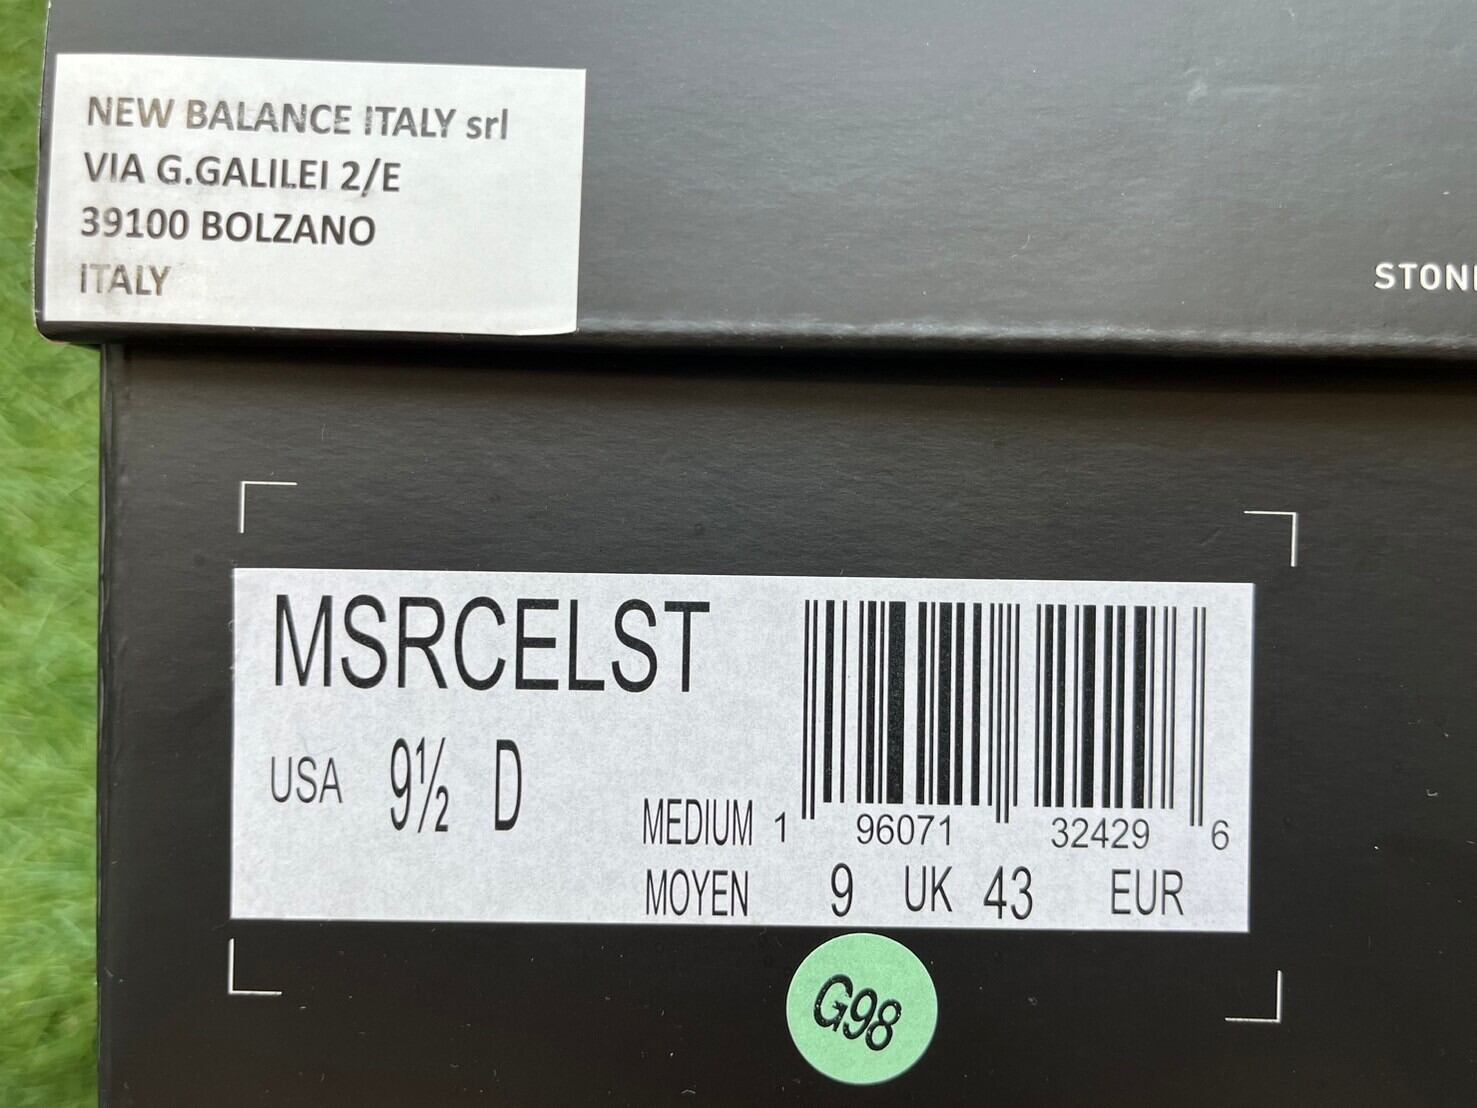 NEW BALANCE ITALY srl
VIA G.GALILEI 2/E
39100 BOLZANO
ITALY
STON
MSRCELST
USA 9½ D
MEDIUM 1 96071 32429 6
MOYEN 9 UK 43 EUR
G98